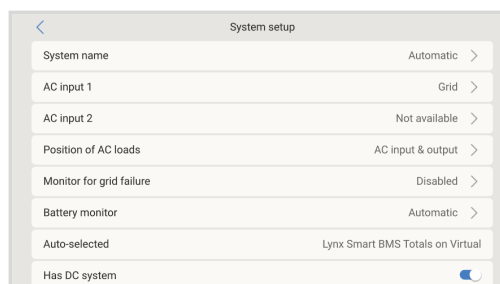 System setup
System name Automatic
AC input 1 Grid
AC input 2 Not available
Position of AC loads AC input & output
Monitor for grid failure Disabled
Battery monitor Automatic
Auto-selected Lynx Smart BMS Totals on Virtual
Has DC system